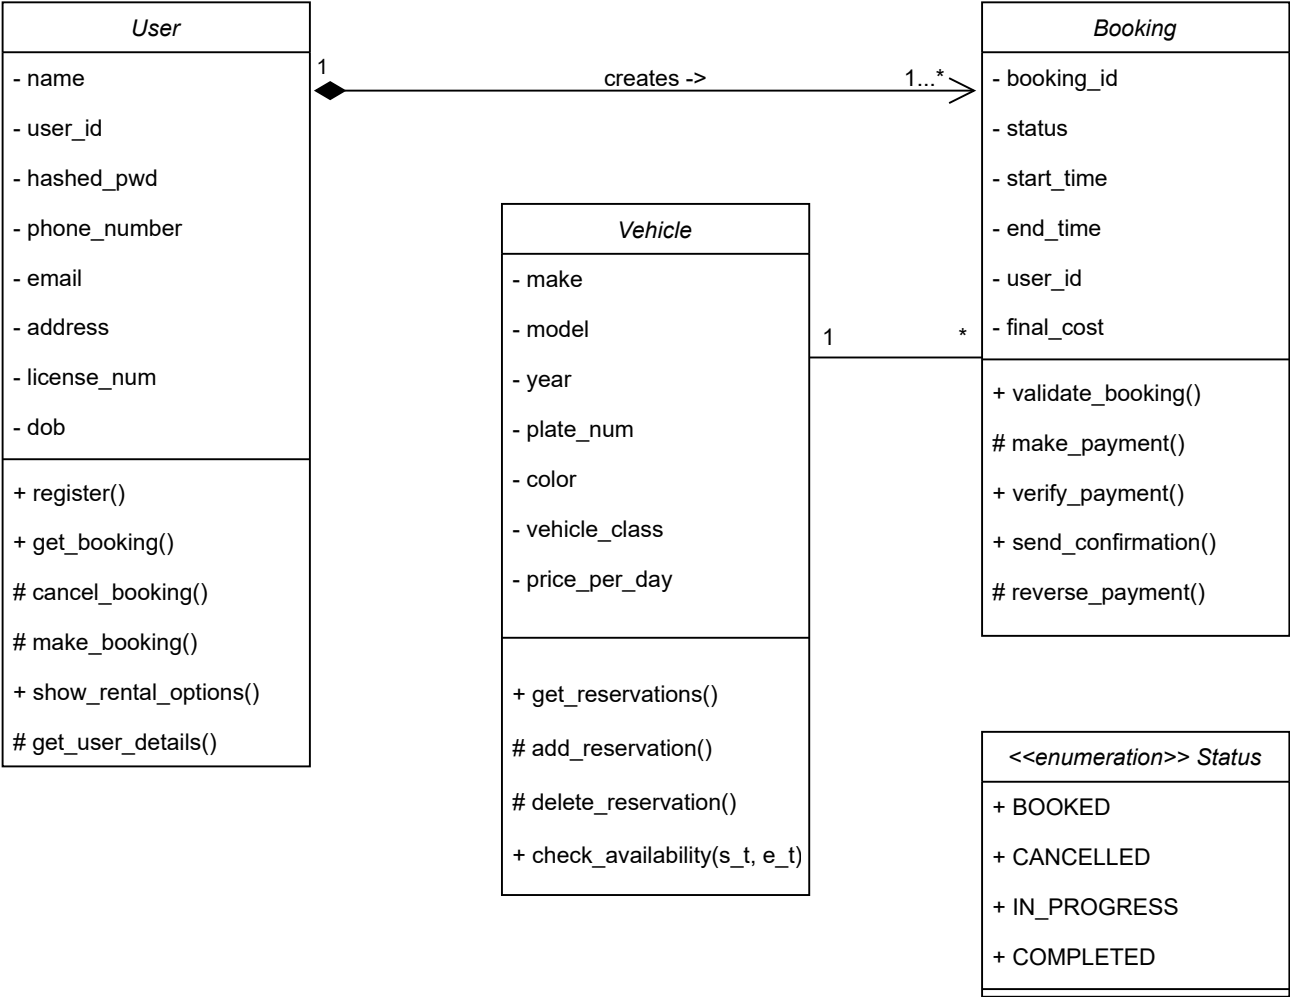 User
- name
- user_id
- hashed_pwd
- phone_number
- email
- address
- license_num
- dob
+ register()
+ get_booking()
# cancel_booking()
# make_booking()
+ show_rental_options()
# get_user_details()
1
creates ->
1...*
Vehicle
- make
- model
- year
- plate_num
- color
- vehicle_class
- price_per_day
+ get_reservations()
# add_reservation()
# delete_reservation()
+ check_availability(s_t, e_t)
1
*
Booking
- booking_id
- status
- start_time
- end_time
- user_id
- final_cost
+ validate_booking()
# make_payment()
+ verify_payment()
+ send_confirmation()
# reverse_payment()
<<enumeration>> Status
+ BOOKED
+ CANCELLED
+ IN_PROGRESS
+ COMPLETED